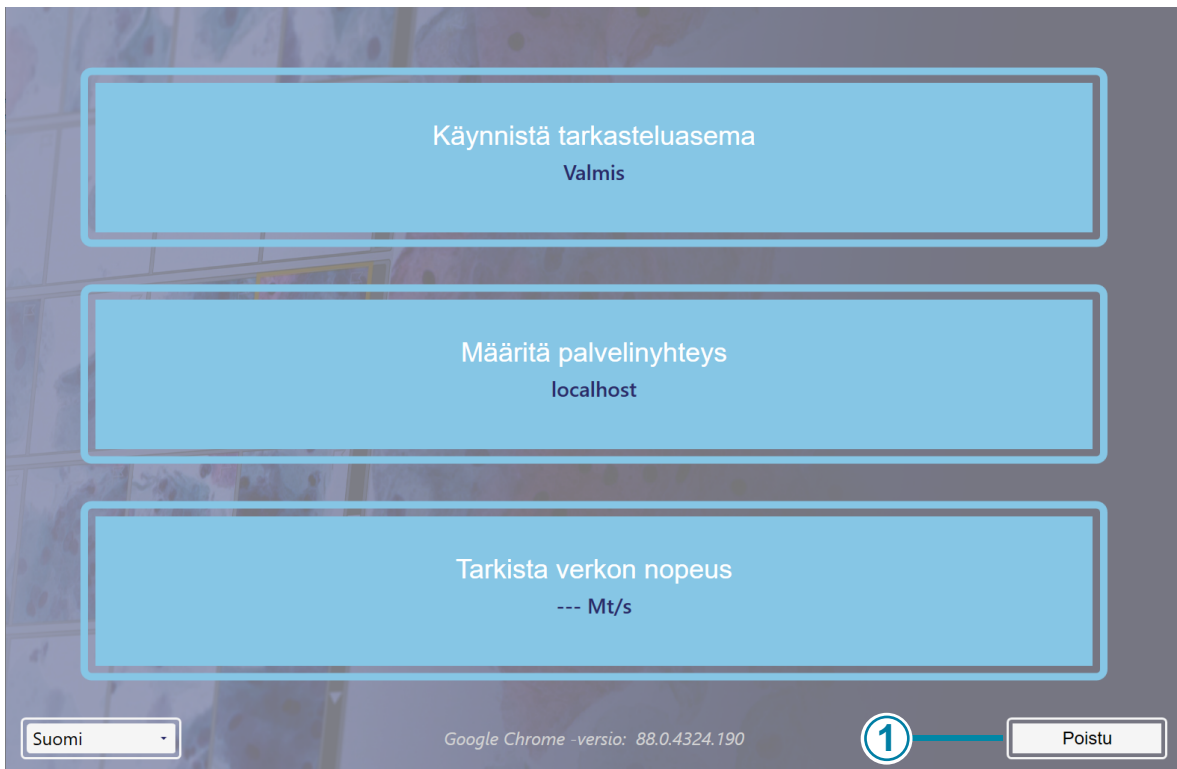 Käynnistä tarkasteluasema
Valmis
Määritä palvelinyhteys
localhost
Tarkista verkon nopeus
--- Mt/s
Suomi
Google Chrome -versio: 88.0.4324.190
1
Poistu